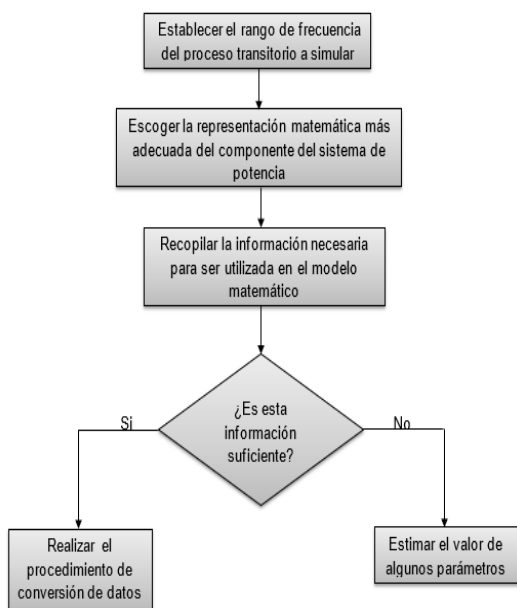 Establecer el rango de frecuencia
del proceso transitorio a simular
Escoger la representación matemática más
adecuada del componente del sistema de
potencia
Recopilar la información necesaria
para ser utilizada en el modelo
matemático
¿Es esta
información
suficiente?
Si
No
Realizar el
procedimiento de
conversión de datos
Estimar el valor de
algunos parámetros